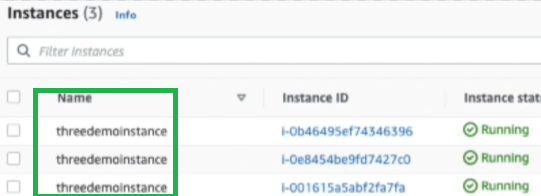 Instances (3) Info
Filter instances
Name Instance ID Instance stat
threedemoinstance i-0b46495ef74346396 Running
threedemoinstance i-0e8454be9fd7427c0 Running
threedemoinstance i-001615a5abf2fa7fa Running